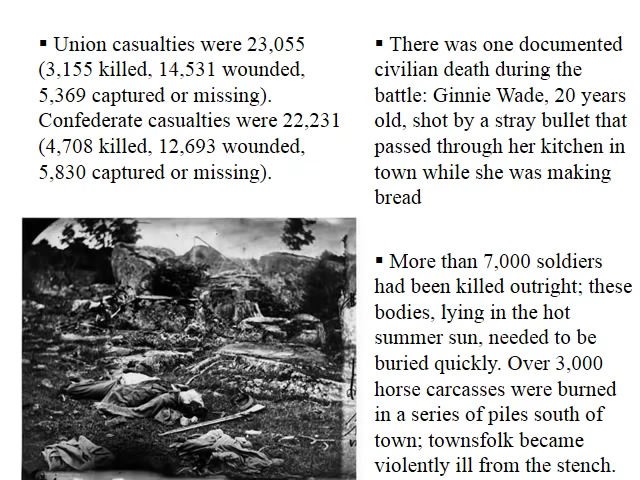 ▪ Union casualties were 23,055
(3,155 killed, 14,531 wounded,
5,369 captured or missing).
Confederate casualties were 22,231
(4,708 killed, 12,693 wounded,
5,830 captured or missing).
▪ There was one documented
civilian death during the
battle: Ginnie Wade, 20 years
old, shot by a stray bullet that
passed through her kitchen in
town while she was making
bread
▪ More than 7,000 soldiers
had been killed outright; these
bodies, lying in the hot
summer sun, needed to be
buried quickly. Over 3,000
horse carcasses were burned
in a series of piles south of
town; townsfolk became
violently ill from the stench.